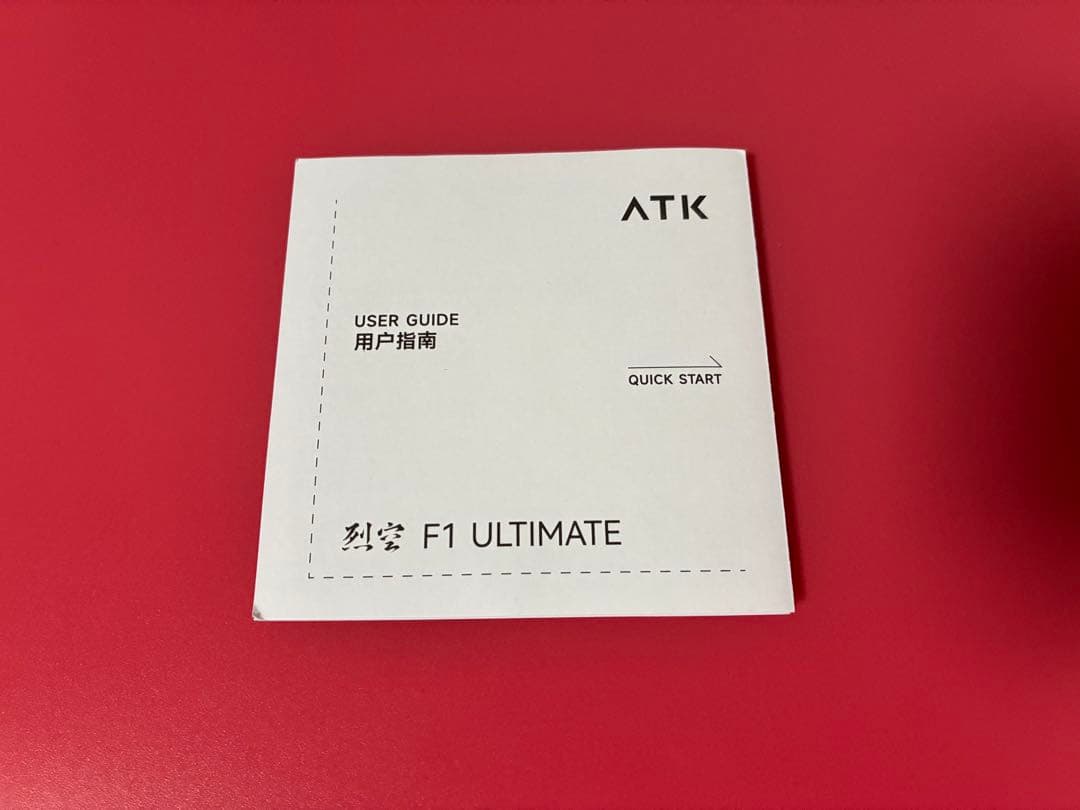 ATK
USER GUIDE
用户指南
QUICK START
烈空 F1 ULTIMATE